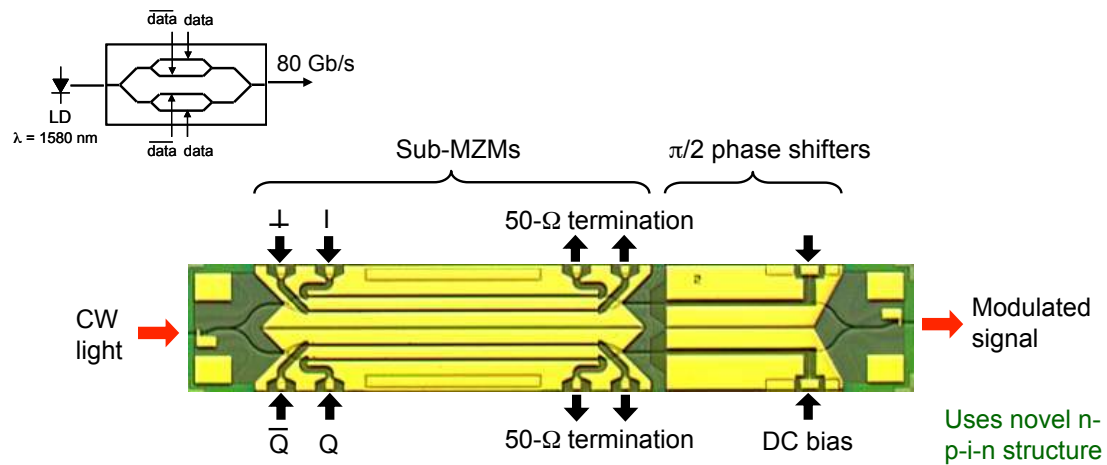 data data
80 Gb/s
LD
λ = 1580 nm
data data
Sub-MZMs
π/2 phase shifters
I I
50-Ω termination
CW
light
Modulated
signal
Q Q
50-Ω termination
DC bias
Uses novel n-
p-i-n structure